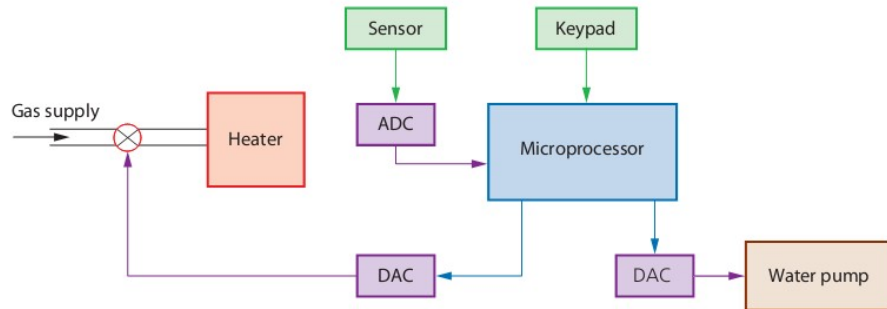 Sensor
Keypad
Gas supply
Heater
ADC
Microprocessor
DAC
DAC
Water pump